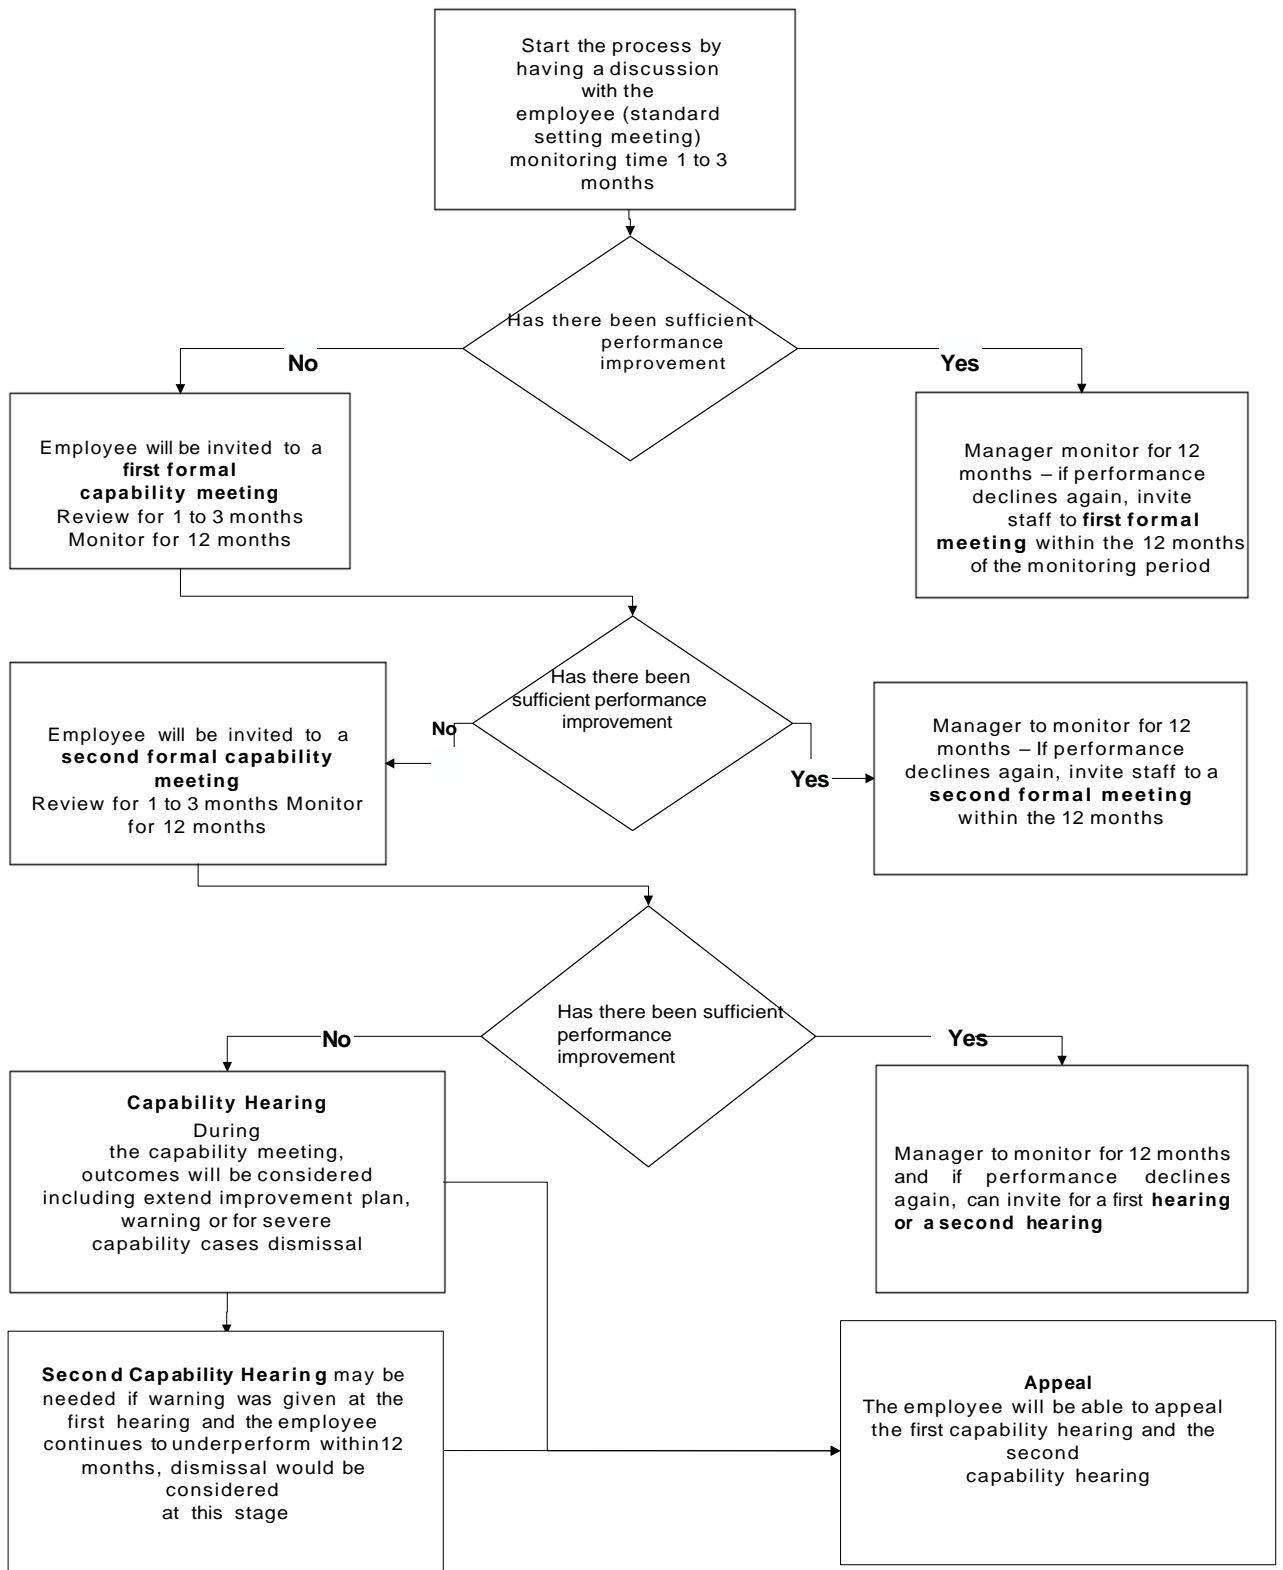 Start the process by
having a discussion
with the
employee (standard
setting meeting)
monitoring time 1 to 3
months
Has there been sufficient
performance
improvement
No
Yes
Employee will be invited to a
first formal
capability meeting
Review for 1 to 3 months
Monitor for 12 months
Manager monitor for 12
months – if performance
declines again, invite
staff to first formal
meeting within the 12 months
of the monitoring period
Has there been
sufficient performance
improvement
No
Yes
Employee will be invited to a
second formal capability
meeting
Review for 1 to 3 months Monitor
for 12 months
Manager to monitor for 12
months – If performance
declines again, invite staff to a
second formal meeting
within the 12 months
Has there been sufficient
performance
improvement
No
Yes
Capability Hearing
During
the capability meeting,
outcomes will be considered
including extend improvement plan,
warning or for severe
capability cases dismissal
Manager to monitor for 12 months
and if performance declines
again, can invite for a first hearing
or a second hearing
Second Capability Hearing may be
needed if warning was given at the
first hearing and the employee
continues to underperform within 12
months, dismissal would be
considered
at this stage
Appeal
The employee will be able to appeal
the first capability hearing and the
second
capability hearing